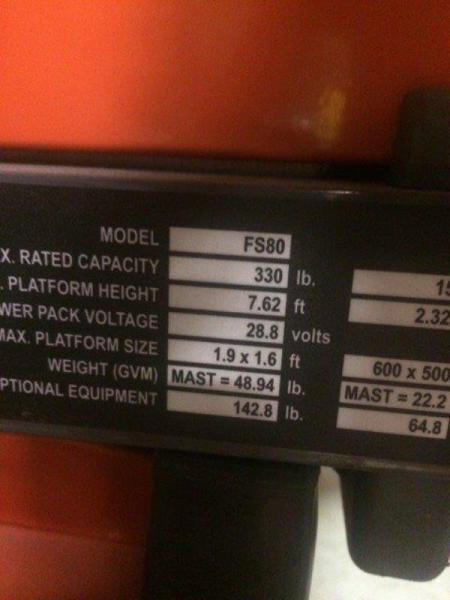 MODEL FS80
X. RATED CAPACITY 330 lb. 15
. PLATFORM HEIGHT 7.62 ft 2.32
WER PACK VOLTAGE 28.8 volts
MAX. PLATFORM SIZE 1.9 x 1.6 ft 600 x 500
WEIGHT (GVM) MAST = 48.94 lb. MAST = 22.2
PTIONAL EQUIPMENT 142.8 lb. 64.8